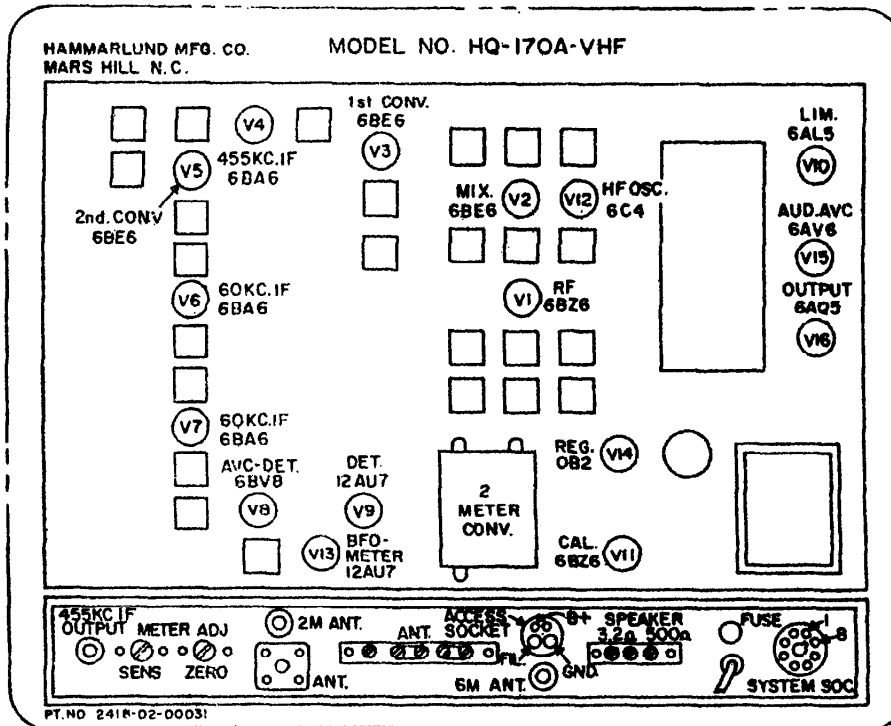 HAMMARLUND MFG. CO.
MARS HILL N.C.
MODEL NO. HQ-170A-VHF
1st CONV.
6BE6
V3
V4
V5
455KC.IF
6BA6
2nd. CONV
6BE6
MIX.
6BE6
V2
V12
HF OSC.
6C4
LIM.
6AL5
V10
AUD.AVC
6AV6
V15
OUTPUT
6AQ5
V16
V6
60KC.IF
6BA6
V1
RF
6BZ6
V7
60KC.IF
6BA6
AVC-DET.
6BV8
V8
DET.
12AU7
V9
V13
BFO-
METER
12AU7
2
METER
CONV.
REG.
OB2
V14
CAL.
6BZ6
V11
455KC IF
OUTPUT
METER ADJ
SENS
ZERO
2M ANT.
ANT.
ANT.
ACCESS
SOCKET
B+
FIL
GND.
6M ANT.
SPEAKER
3.2Ω 500Ω
FUSE
1
8
SYSTEM SOC.
PT.NO 2418-02-00031